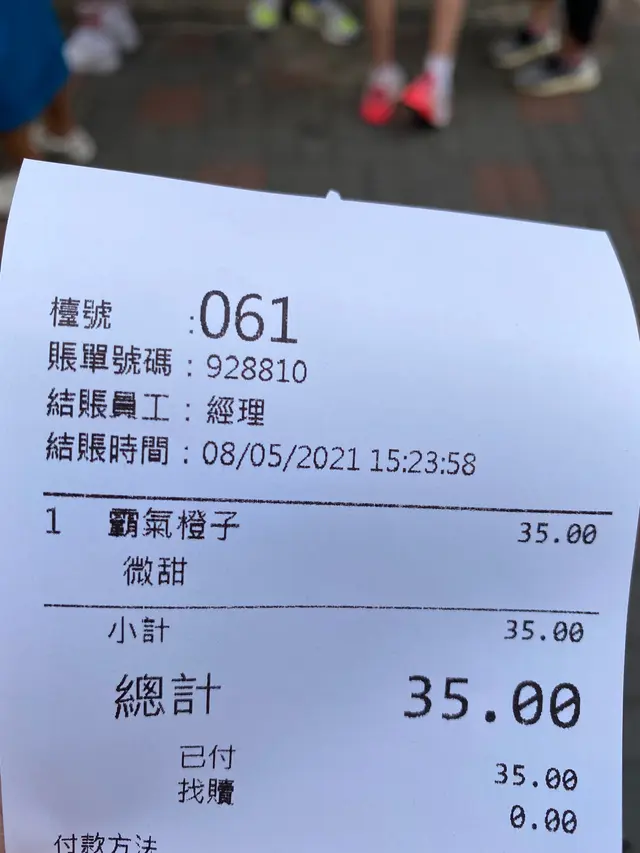 檯號 :061
賬單號碼 : 928810
結賬員工 : 經理
結賬時間 : 08/05/2021 15:23:58
1 霸氣橙子 35.00
微甜
小計 35.00
總計 35.00
已付 35.00
找贖 0.00
付款方法